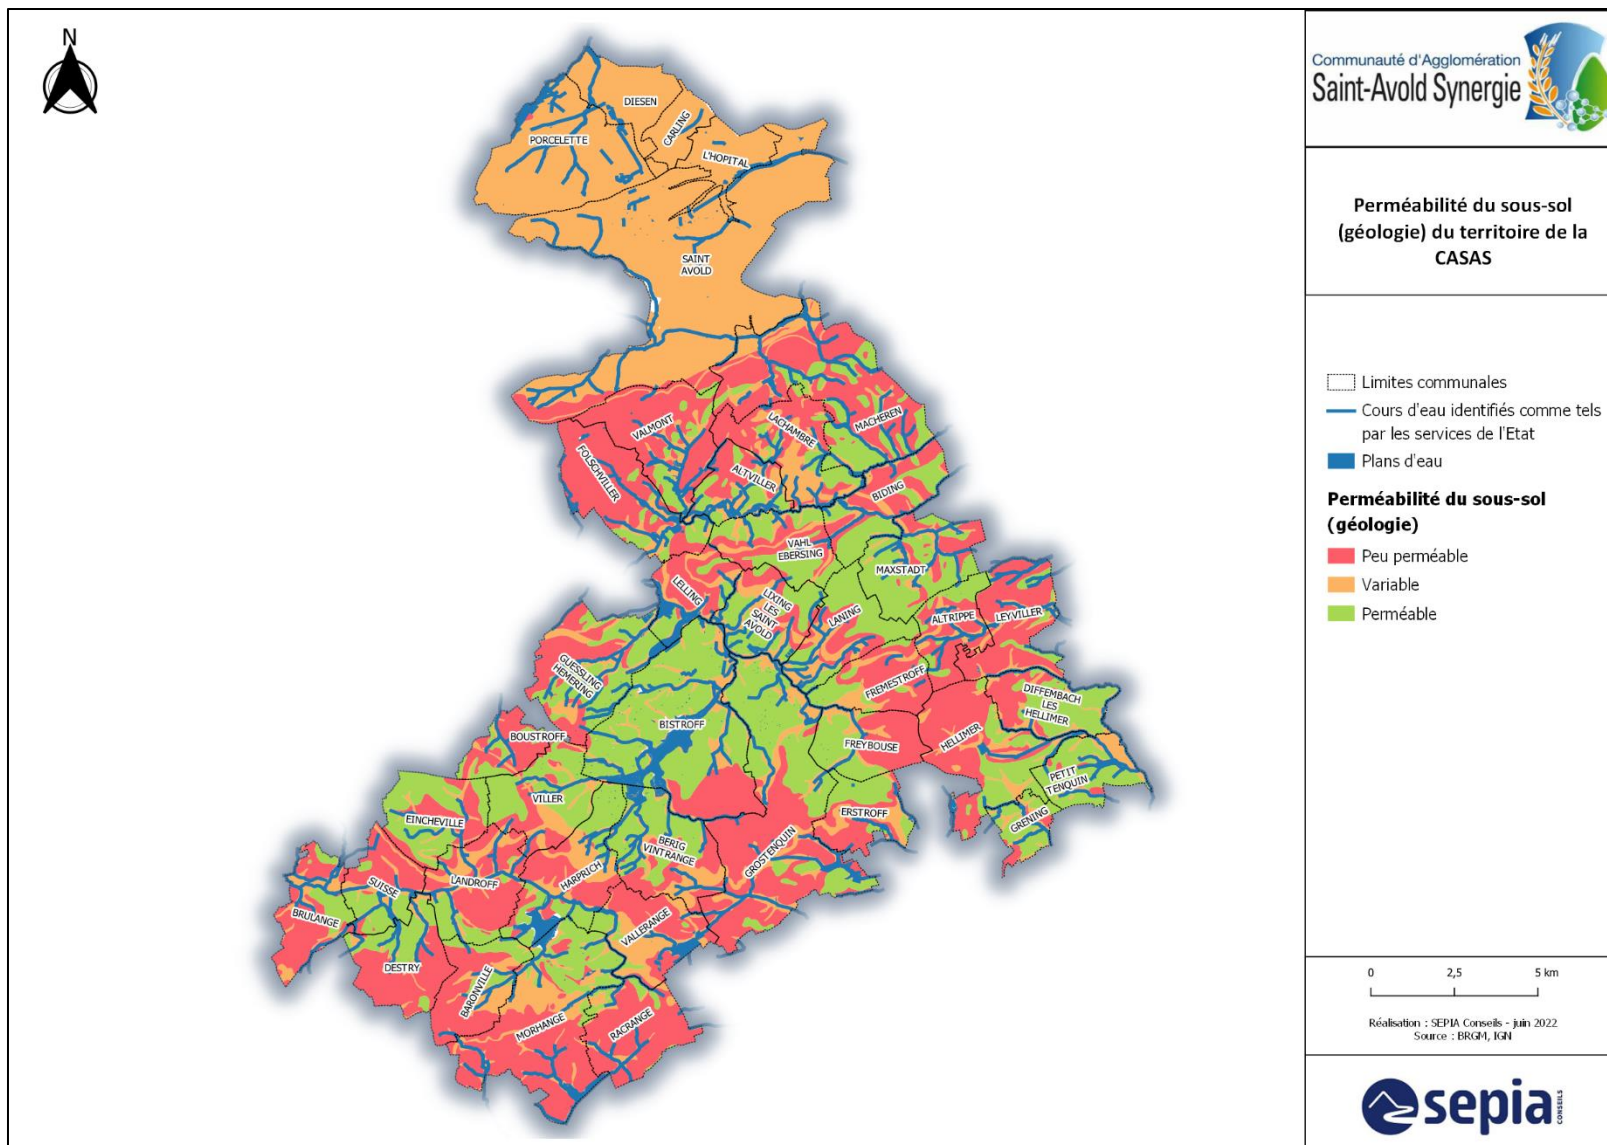 N
DIESEN
CARLING
PORCELETTE
L'HOPITAL
SAINT
AVOLD
VALMONT
LACHAMBRE
MACHEREN
FOLSCHVILLER
ALTVILLER
BIDING
VAHL
EBERSING
MAXSTADT
LELLING
LIXING
LES
SAINT
AVOLD
LANING
ALTRIPPE
LEYVILLER
GUESSLING
HEMERING
FREMESTROFF
DIFFEMBACH
LES
HELLIMER
BISTROFF
BOUSTROFF
FREYBOUSE
HELLIMER
PETIT
TENQUIN
VILLER
EINCHEVILLE
ERSTROFF
GRENING
BERIG
VINTRANGE
GROSTENQUIN
HARPRICH
LANDROFF
SUISSE
BRULANGE
VALLERANGE
DESTRY
BARONVILLE
MORHANGE
RACRANGE
Communauté d'Agglomération
Saint-Avold Synergie
Perméabilité du sous-sol
(géologie) du territoire de la
CASAS
Limites communales
Cours d'eau identifiés comme tels
par les services de l'Etat
Plans d'eau
Perméabilité du sous-sol
(géologie)
Peu perméable
Variable
Perméable
0 2,5 5 km
Réalisation : SEPIA Conseils - juin 2022
Source : BRGM, IGN
sepia CONSEILS